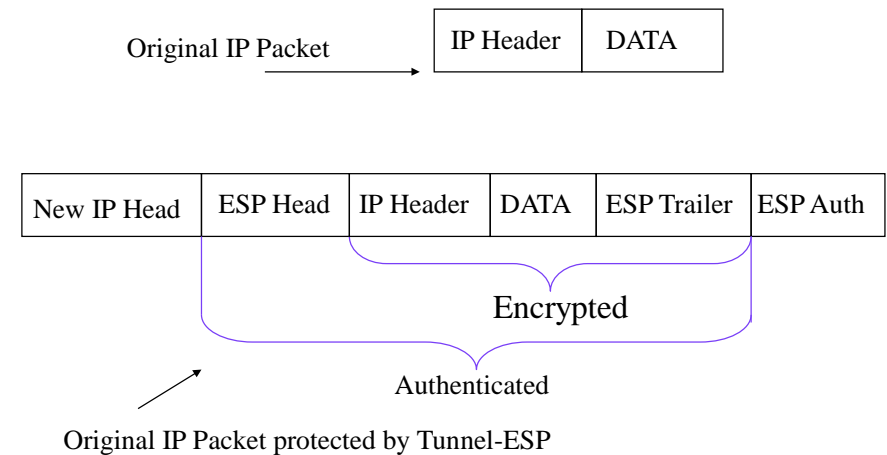 Original IP Packet
IP Header DATA
New IP Head ESP Head IP Header DATA ESP Trailer ESP Auth
Encrypted
Authenticated
Original IP Packet protected by Tunnel-ESP